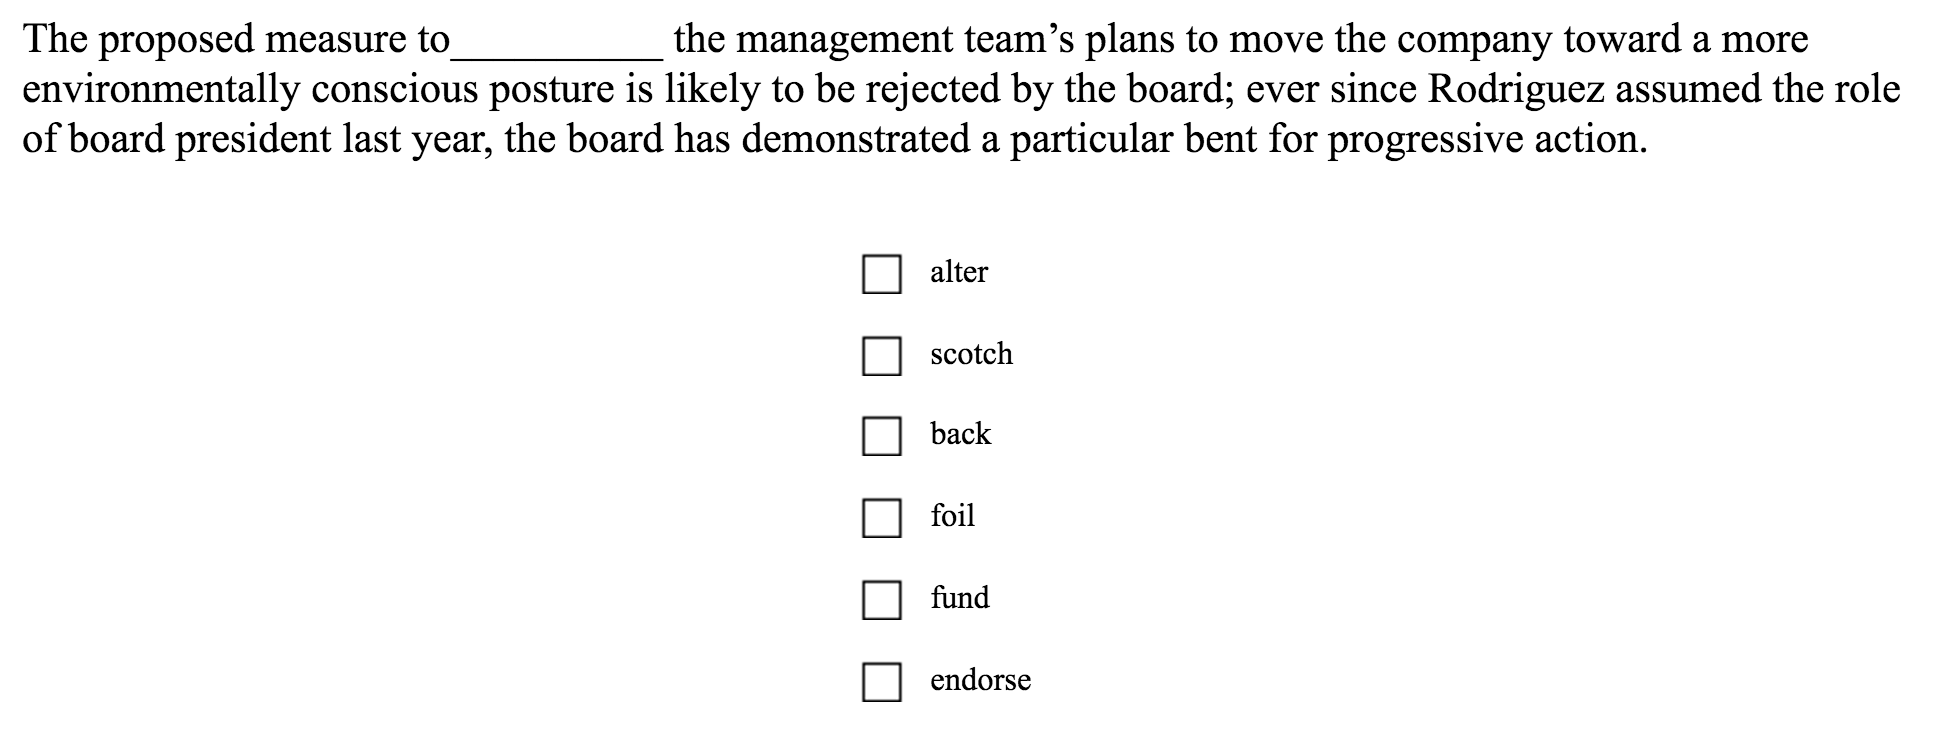 The proposed measure to__________ the management team’s plans to move the company toward a more
environmentally conscious posture is likely to be rejected by the board; ever since Rodriguez assumed the role
of board president last year, the board has demonstrated a particular bent for progressive action.
alter
scotch
back
foil
fund
endorse